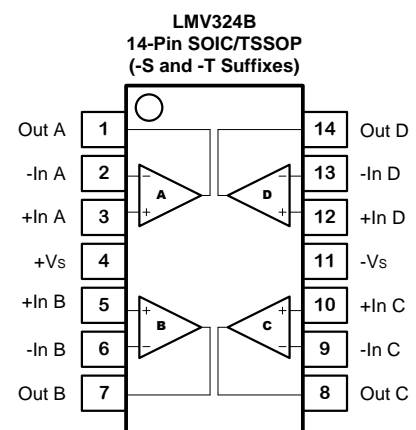 LMV324B
14-Pin SOIC/TSSOP
(-S and -T Suffixes)
Out A 1 14 Out D
-In A 2 − − 13 -In D
A D
+In A 3 + + 12 +In D
+Vs 4 11 -Vs
+In B 5 + + 10 +In C
B C
-In B 6 − − 9 -In C
Out B 7 8 Out C